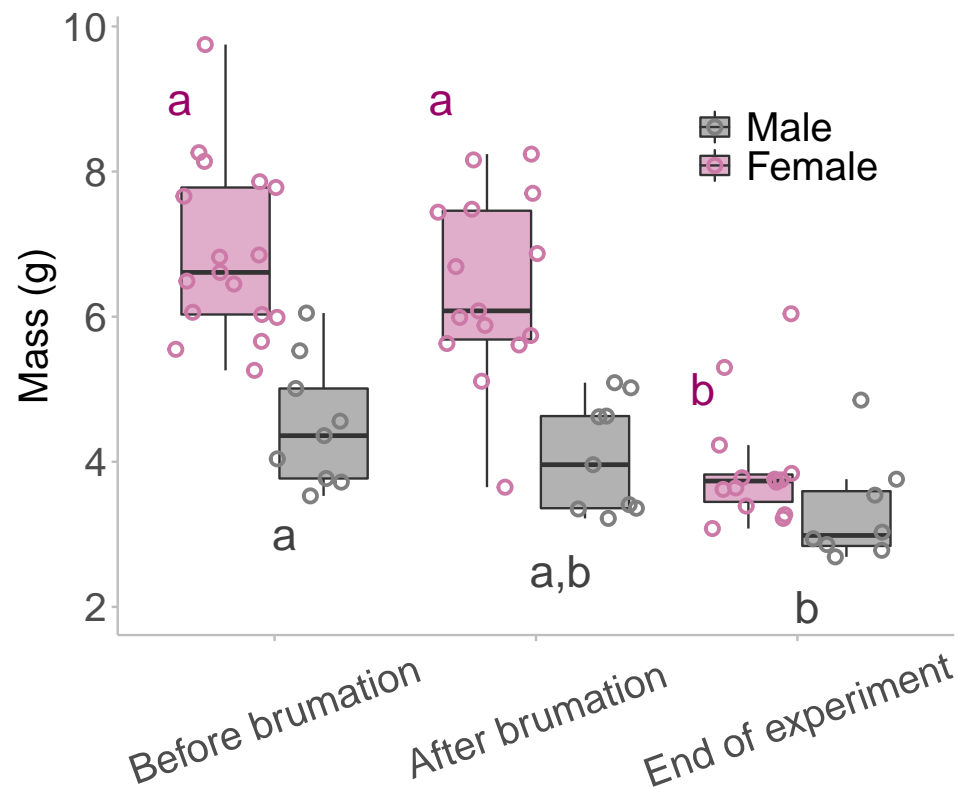 10
8
6
4
2
Mass (g)
a
a
b
a
a,b
b
Male
Female
Before brumation
After brumation
End of experiment